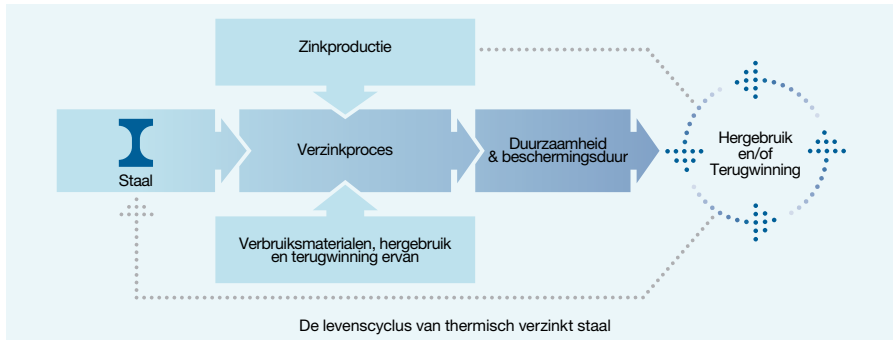 Zinkproductie
Staal
Verzinkproces
Duurzaamheid
& beschermingsduur
Hergebruik
en/of
Terugwinning
Verbruiksmaterialen, hergebruik
en terugwinning ervan
De levenscyclus van thermisch verzinkt staal